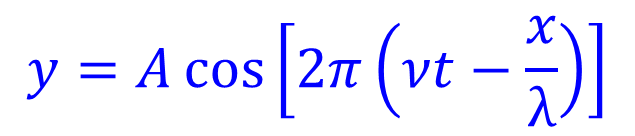 y = A cos [2π (νt − x/λ)]